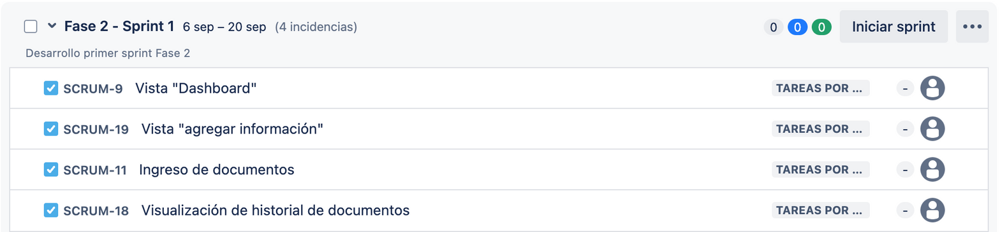 Fase 2 - Sprint 1 6 sep – 20 sep (4 incidencias) 0 0 0 Iniciar sprint
Desarrollo primer sprint Fase 2
SCRUM-9 Vista "Dashboard" TAREAS POR ... -
SCRUM-19 Vista "agregar información" TAREAS POR ... -
SCRUM-11 Ingreso de documentos TAREAS POR ... -
SCRUM-18 Visualización de historial de documentos TAREAS POR ... -